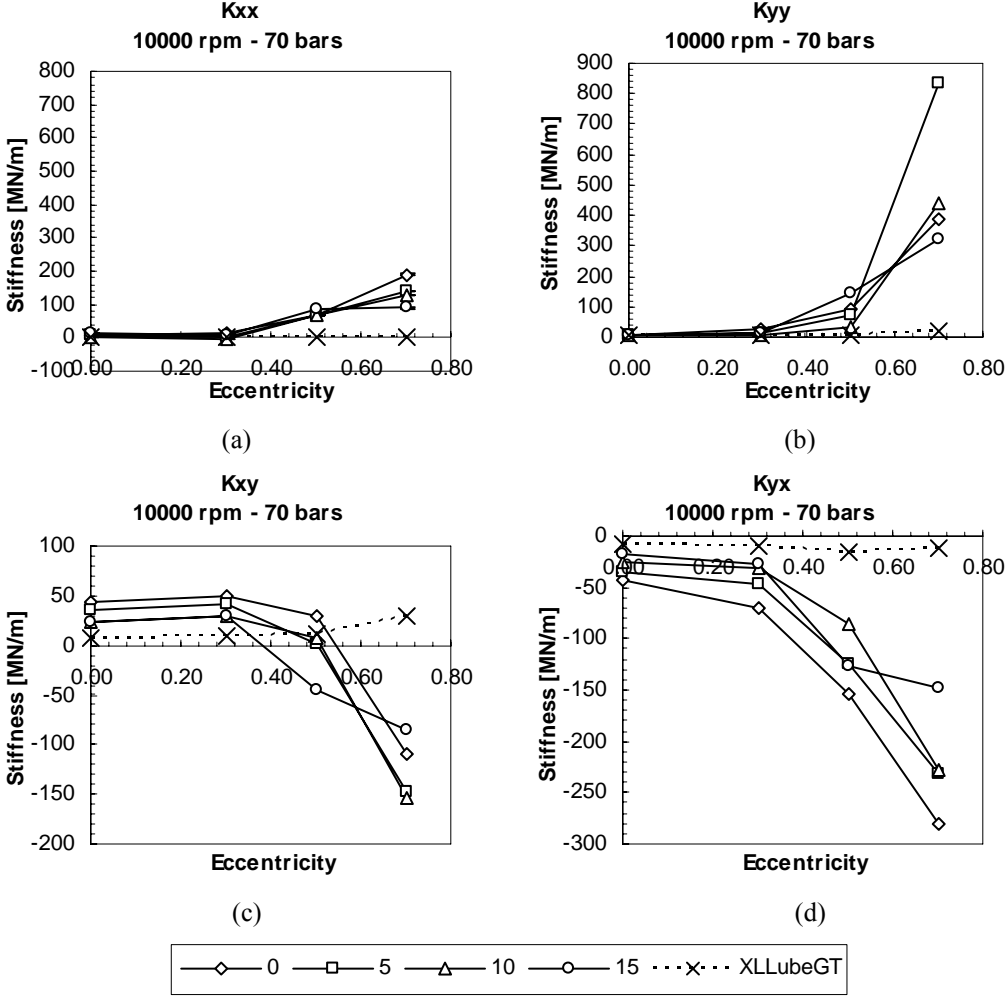 Kxx
10000 rpm - 70 bars
Stiffness [MN/m]
800
700
600
500
400
300
200
100
0
-100
0.00 0.20 0.40 0.60 0.80
Eccentricity
(a)
Kyy
10000 rpm - 70 bars
Stiffness [MN/m]
900
800
700
600
500
400
300
200
100
0
0.00 0.20 0.40 0.60 0.80
Eccentricity
(b)
Kxy
10000 rpm - 70 bars
Stiffness [MN/m]
100
50
0
-50
-100
-150
-200
0.00 0.20 0.40 0.60 0.80
Eccentricity
(c)
Kyx
10000 rpm - 70 bars
Stiffness [MN/m]
0
-50
-100
-150
-200
-250
-300
0.00 0.20 0.40 0.60 0.80
Eccentricity
(d)
0 5 10 15 XLLubeGT